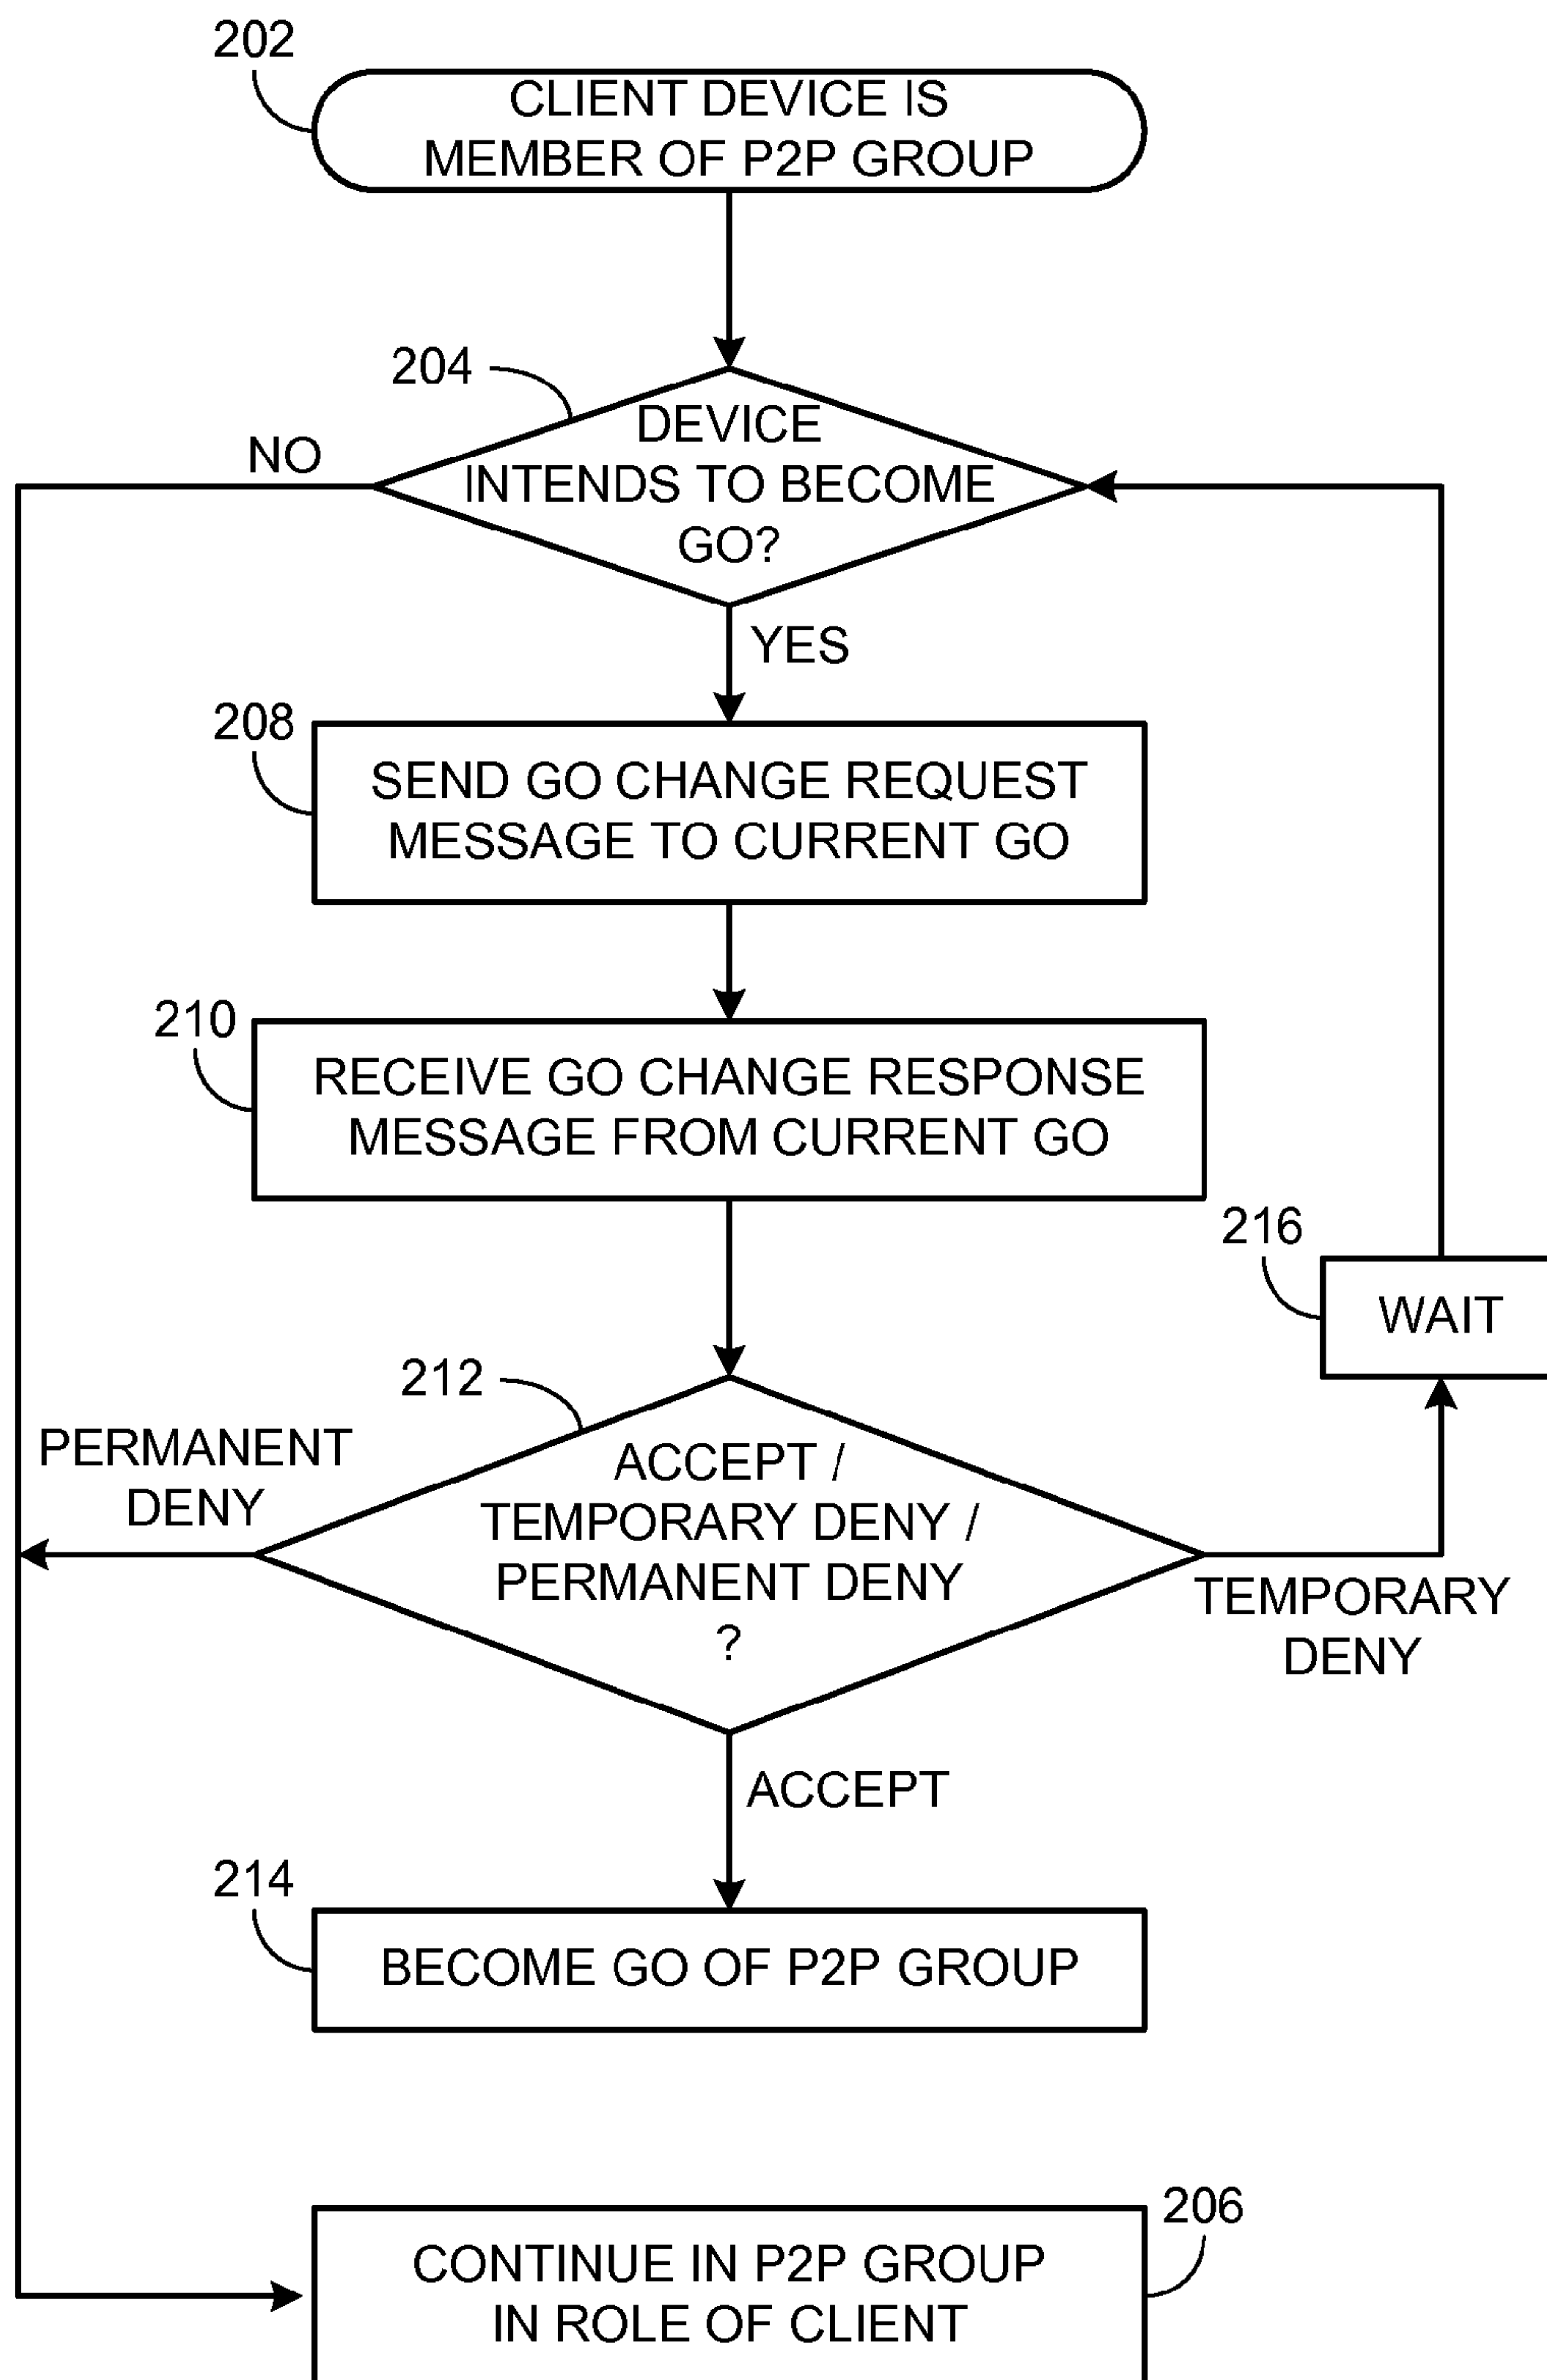 202
CLIENT DEVICE IS
MEMBER OF P2P GROUP
204
DEVICE
INTENDS TO BECOME
GO?
NO
YES
208
SEND GO CHANGE REQUEST
MESSAGE TO CURRENT GO
210
RECEIVE GO CHANGE RESPONSE
MESSAGE FROM CURRENT GO
216
WAIT
212
ACCEPT /
TEMPORARY DENY /
PERMANENT DENY
?
PERMANENT
DENY
TEMPORARY
DENY
ACCEPT
214
BECOME GO OF P2P GROUP
206
CONTINUE IN P2P GROUP
IN ROLE OF CLIENT